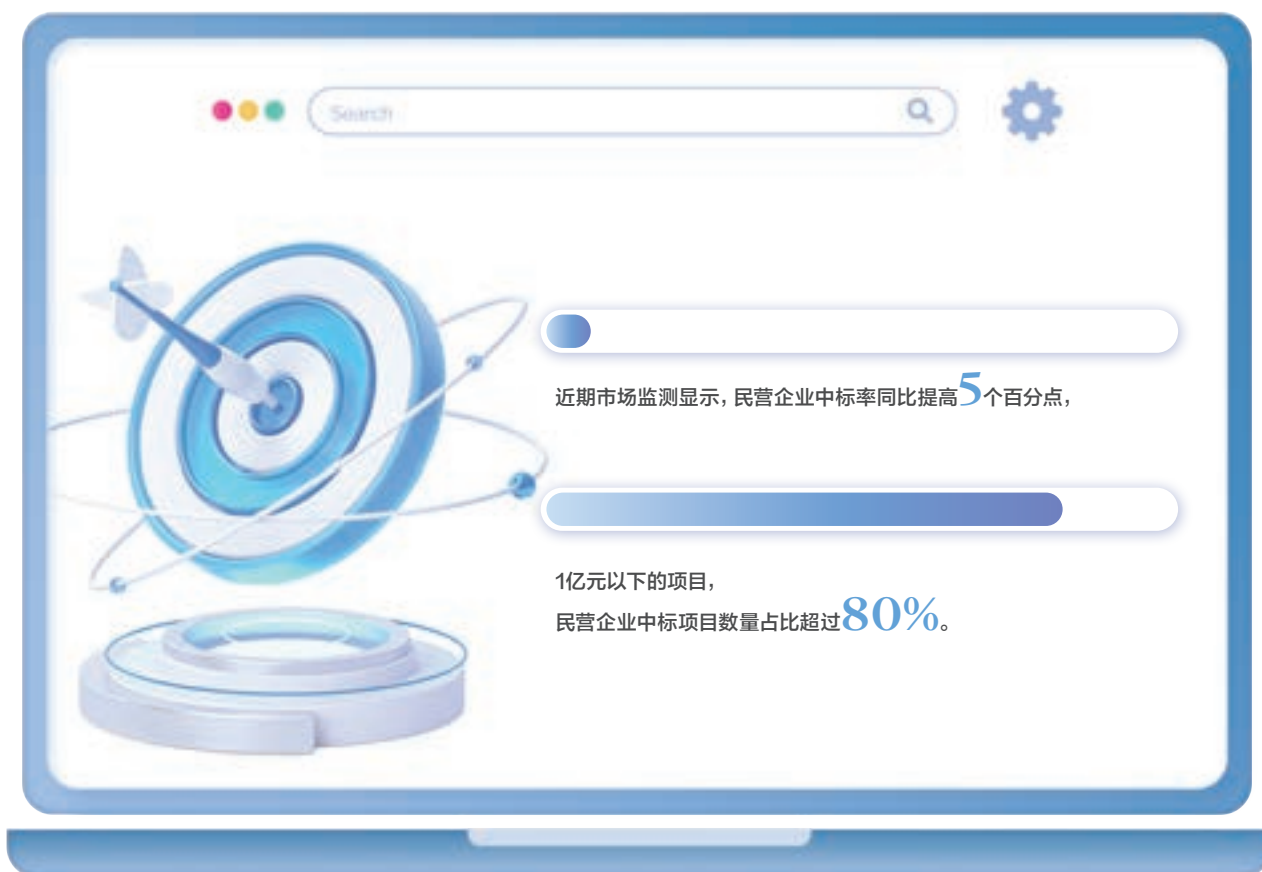 Search
近期市场监测显示，民营企业中标率同比提高5个百分点，
1亿元以下的项目，
民营企业中标项目数量占比超过80%。